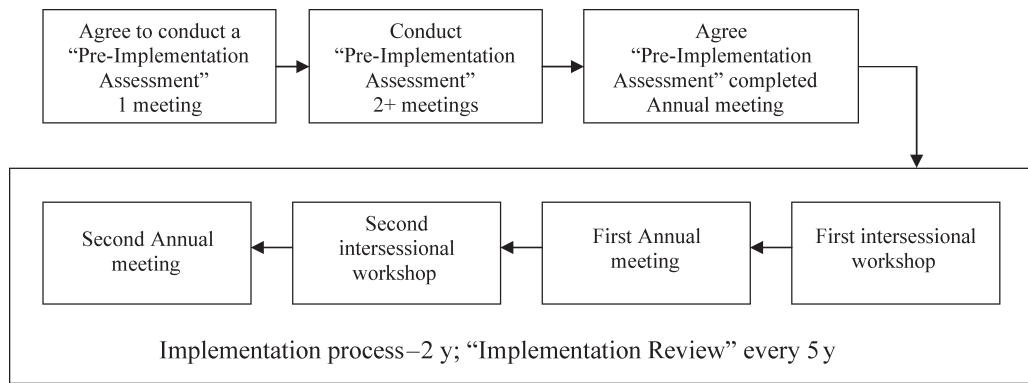 Agree to conduct a
“Pre-Implementation
Assessment”
1 meeting
Conduct
“Pre-Implementation
Assessment”
2+ meetings
Agree
“Pre-Implementation
Assessment” completed
Annual meeting
First intersessional
workshop
First Annual
meeting
Second
intersessional
workshop
Second Annual
meeting
Implementation process–2 y; “Implementation Review” every 5 y